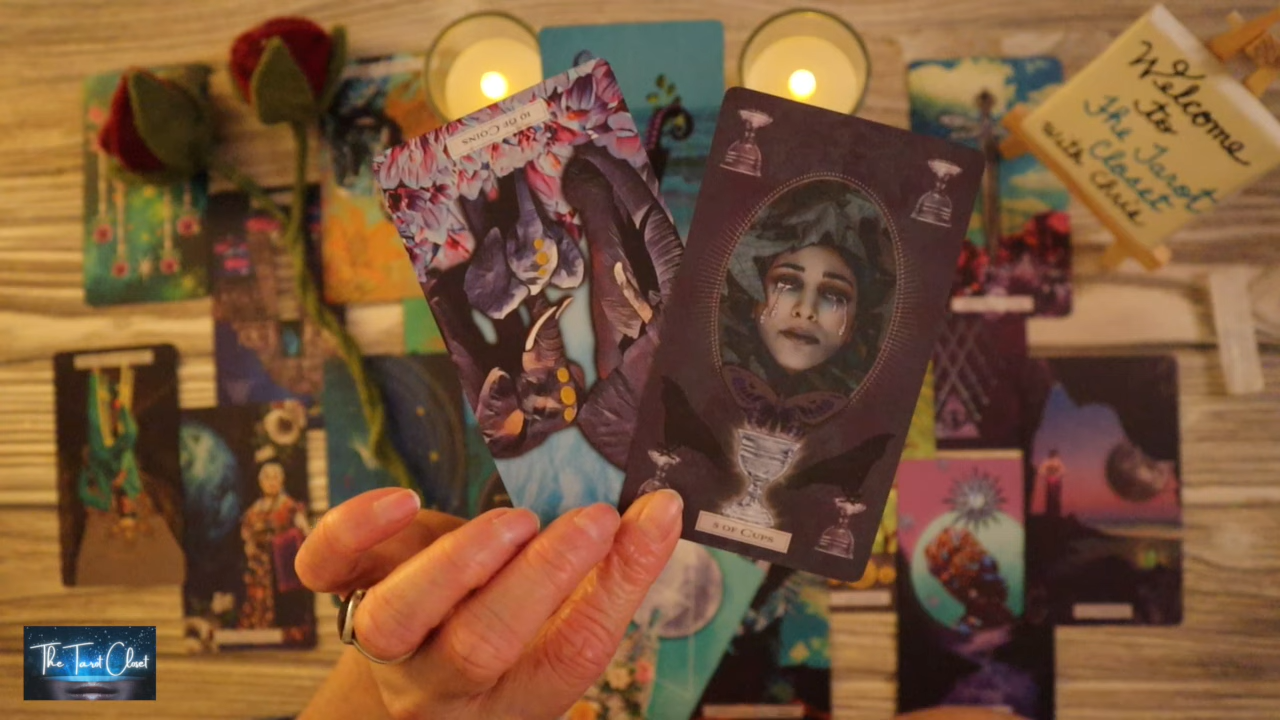 Welcome
to
The Tarot
Closet
with Chris
10 OF COINS
5 OF CUPS
The Tarot Closet